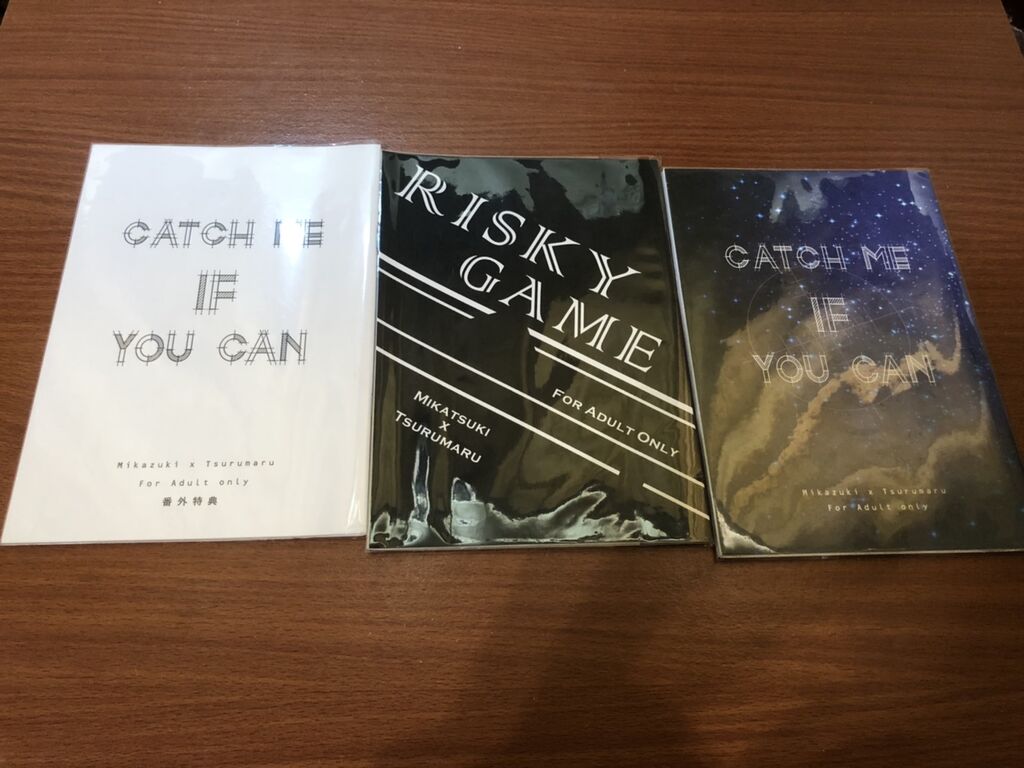 CATCH ME
IF
YOU CAN
Mikazuki x Tsurumaru
For Adult only
番外特典
RISKY
GAME
FOR ADULT ONLY
MIKATSUKI
X
TSURUMARU
CATCH ME
IF
YOU CAN
Mikazuki x Tsurumaru
For Adult only